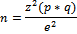 n = z²(p * q) / e²